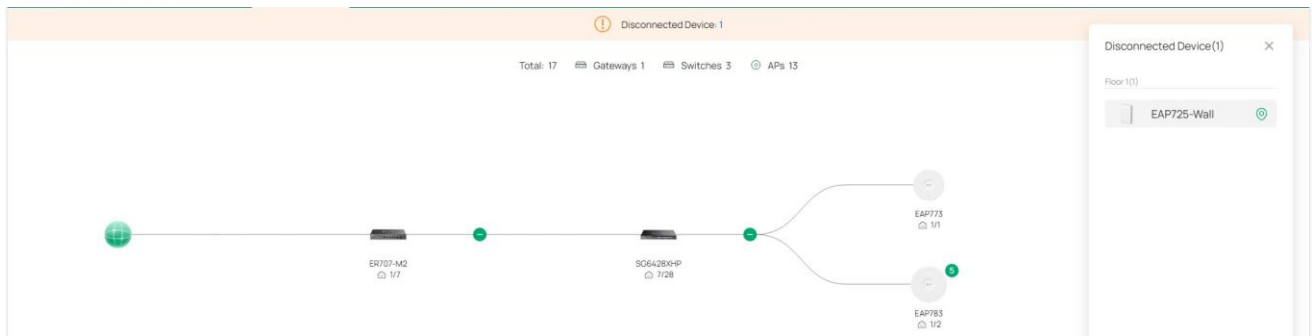 Disconnected Device: 1
Total: 17 Gateways 1 Switches 3 APs 13
Disconnected Device(1)
Floor 1(1)
EAP725-Wall
ER707-M2
1/7
SG6428XHP
7/28
EAP773
1/1
5
EAP783
1/2